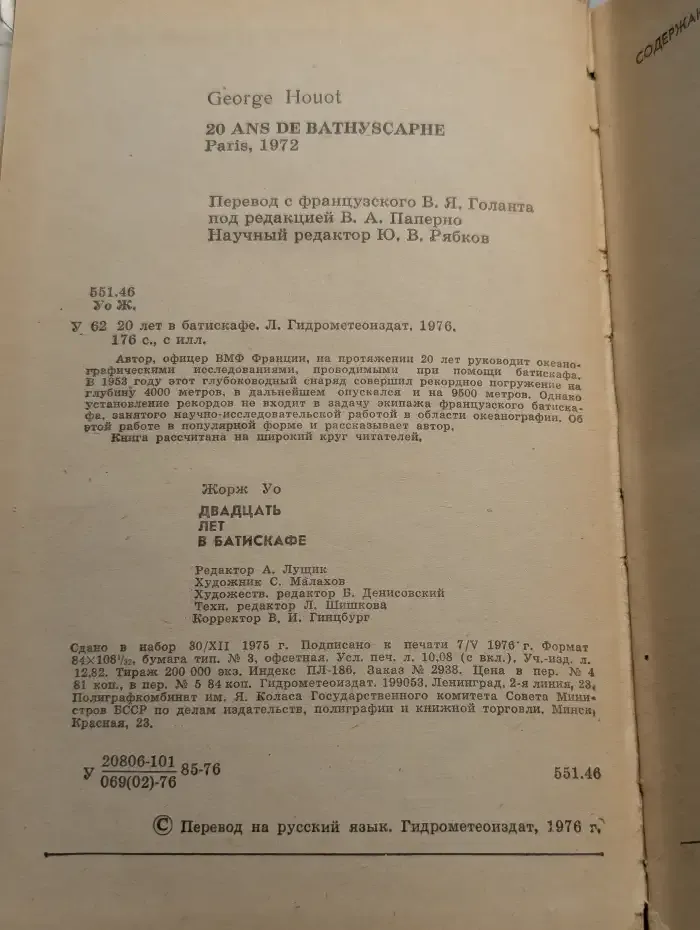 George Houot
20 ANS DE BATHYSCAPHE
Paris, 1972
Перевод с французского В. Я. Голанта
под редакцией В. А. Паперно
Научный редактор Ю. В. Рябков
551.46
Уо Ж.
У 62 20 лет в батискафе. Л. Гидрометеоиздат, 1976.
176 с., с илл.
Автор, офицер ВМФ Франции, на протяжении 20 лет руководит океано-
графическими исследованиями, проводимыми при помощи батискафа.
В 1953 году этот глубоководный снаряд совершил рекордное погружение на
глубину 4000 метров, в дальнейшем опускался и на 9500 метров. Однако
установление рекордов не входит в задачу экипажа французского батиска-
фа, занятого научно-исследовательской работой в области океанографии. Об
этой работе в популярной форме и рассказывает автор.
Книга рассчитана на широкий круг читателей.
Жорж Уо
ДВАДЦАТЬ
ЛЕТ
В БАТИСКАФЕ
Редактор А. Лущик
Художник С. Малахов
Художеств. редактор Б. Денисовский
Техн. редактор Л. Шишкова
Корректор В. И. Гинцбург
Сдано в набор 30/XII 1975 г. Подписано к печати 7/V 1976 г. Формат
84×108¹/₃₂, бумага тип. № 3, офсетная. Усл. печ. л. 10,08 (с вкл.). Уч.-изд. л.
12,82. Тираж 200 000 экз. Индекс ПЛ-186. Заказ № 2938. Цена в пер. № 4
81 коп., в пер. № 5 84 коп. Гидрометеоиздат. 199053. Ленинград, 2-я линия, 23.
Полиграфкомбинат им. Я. Коласа Государственного комитета Совета Мини-
стров БССР по делам издательств, полиграфии и книжной торговли. Минск,
Красная, 23.
У 20806-101 85-76
069(02)-76
551.46
© Перевод на русский язык. Гидрометеоиздат, 1976 г.